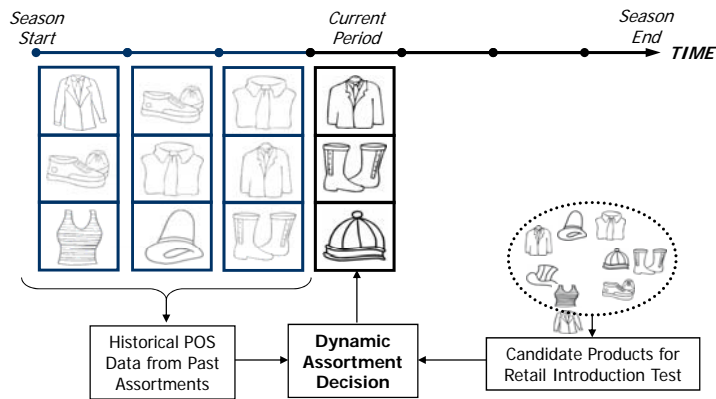 Season
Start
Current
Period
Season
End
TIME
Historical POS
Data from Past
Assortments
Dynamic
Assortment
Decision
Candidate Products for
Retail Introduction Test